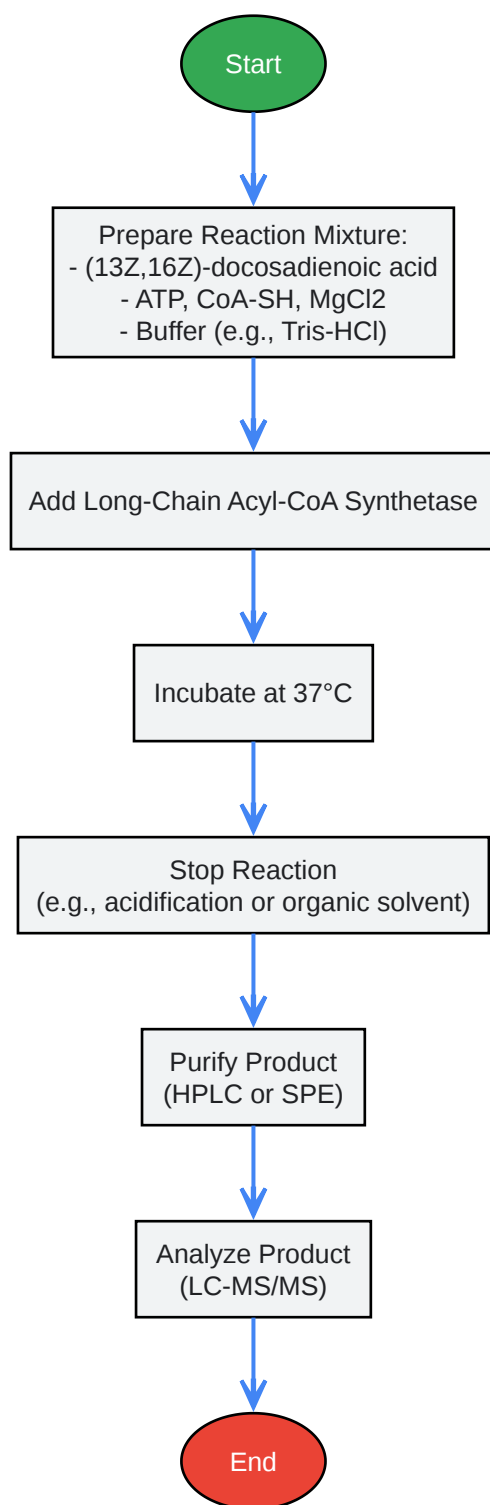 Start
Prepare Reaction Mixture:
- (13Z,16Z)-docosadienoic acid
- ATP, CoA-SH, MgCl2
- Buffer (e.g., Tris-HCl)
Add Long-Chain Acyl-CoA Synthetase
Incubate at 37°C
Stop Reaction
(e.g., acidification or organic solvent)
Purify Product
(HPLC or SPE)
Analyze Product
(LC-MS/MS)
End